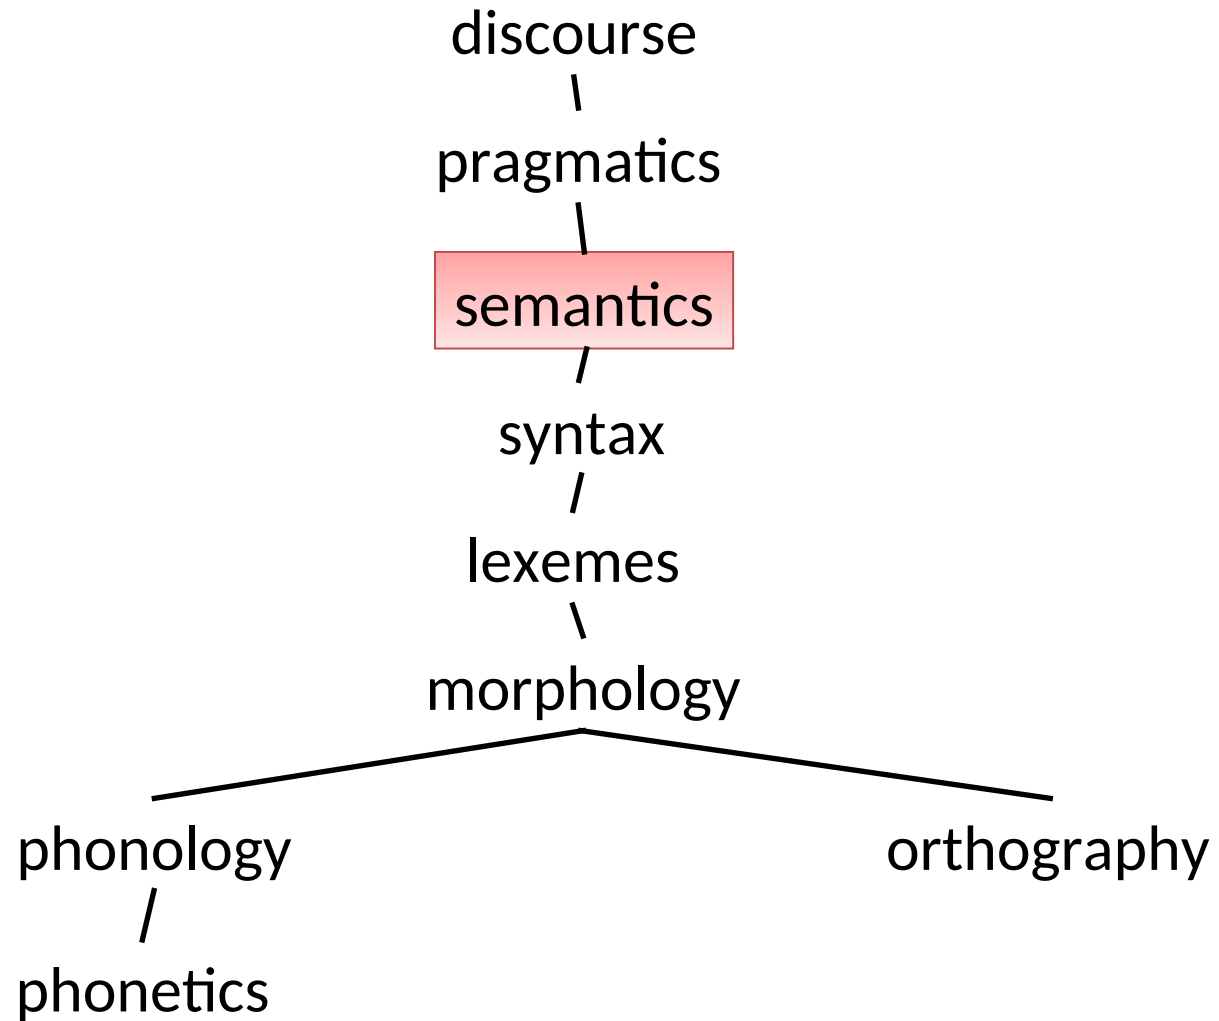 discourse
pragmatics
semantics
syntax
lexemes
morphology
phonology orthography
phonetics